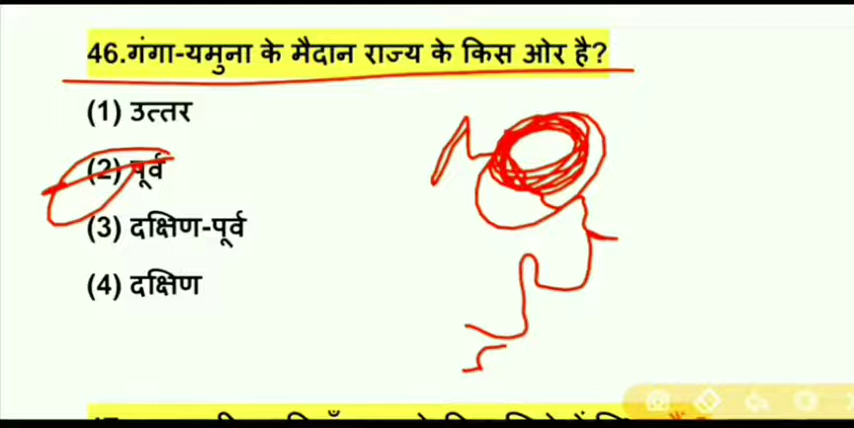 46.गंगा-यमुना के मैदान राज्य के किस ओर है?
(1) उत्तर
(2) पूर्व
(3) दक्षिण-पूर्व
(4) दक्षिण